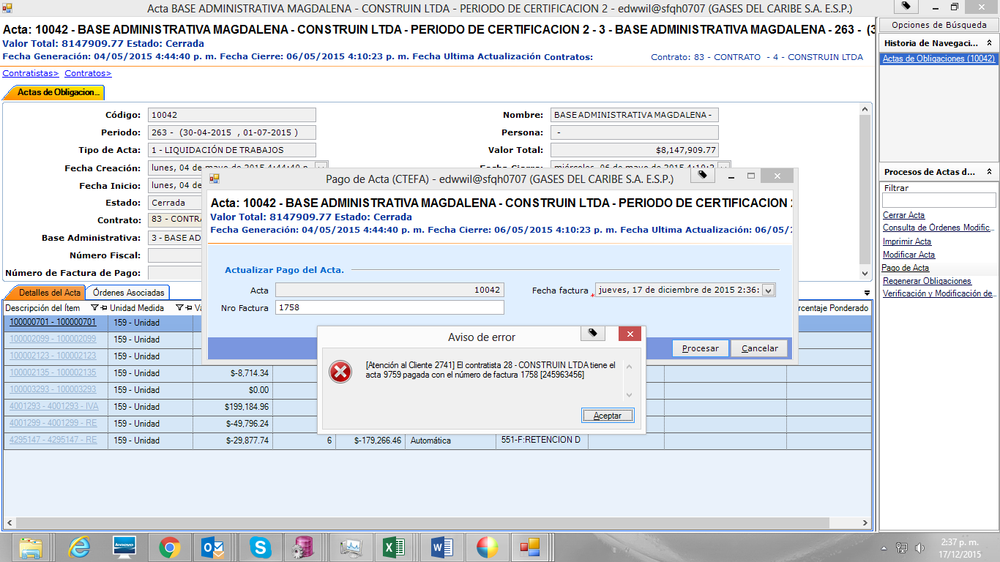 Acta BASE ADMINISTRATIVA MAGDALENA - CONSTRUIN LTDA - PERIODO DE CERTIFICACION 2 - edwwil@sfqh0707 (GASES DEL CARIBE S.A. E.S.P.)
Acta: 10042 - BASE ADMINISTRATIVA MAGDALENA - CONSTRUIN LTDA - PERIODO DE CERTIFICACION 2 - 3 - BASE ADMINISTRATIVA MAGDALENA - 263 - (3
Valor Total: 8147909.77 Estado: Cerrada
Fecha Generación: 04/05/2015 4:44:40 p. m. Fecha Cierre: 06/05/2015 4:10:23 p. m. Fecha Ultima Actualización Contratos: Contrato: 83 - CONTRATO - 4 - CONSTRUIN LTDA
Contratistas> Contratos>
Actas de Obligacion...
Código: 10042 Nombre: BASE ADMINISTRATIVA MAGDALENA -
Periodo: 263 - (30-04-2015 , 01-07-2015 ) Persona: -
Tipo de Acta: 1 - LIQUIDACIÓN DE TRABAJOS Valor Total: $8,147,909.77
Fecha Creación: lunes, 04 de mayo de 2015 4:44:40 p. Fecha Cierre: miércoles, 06 de mayo de 2015 4:10:2
Fecha Inicio: lunes, 04 de
Estado: Cerrada
Contrato: 83 - CONTRA
Base Administrativa: 3 - BASE AD
Número Fiscal:
Número de Factura de Pago:
Detalles del Acta Órdenes Asociadas
Descripción del Ítem Unidad Medida Va rcentaje Ponderado
100000701 - 100000701 159 - Unidad
100002099 - 100002099 159 - Unidad
100002123 - 100002123 159 - Unidad
100002135 - 100002135 159 - Unidad $-8,714.34
100003293 - 100003293 159 - Unidad $0.00
4001293 - 4001293 - IVA 159 - Unidad $199,184.96
4001299 - 4001299 - RE 159 - Unidad $-49,796.24
4295147 - 4295147 - RE 159 - Unidad $-29,877.74 6 $-179,266.46 Automática 551-F:RETENCION D
Pago de Acta (CTEFA) - edwwil@sfqh0707 (GASES DEL CARIBE S.A. E.S.P.)
Acta: 10042 - BASE ADMINISTRATIVA MAGDALENA - CONSTRUIN LTDA - PERIODO DE CERTIFICACION 2
Valor Total: 8147909.77 Estado: Cerrada
Fecha Generación: 04/05/2015 4:44:40 p. m. Fecha Cierre: 06/05/2015 4:10:23 p. m. Fecha Ultima Actualización: 06/05/2
Actualizar Pago del Acta.
Acta 10042 Fecha factura * jueves, 17 de diciembre de 2015 2:36:
Nro Factura 1758
Procesar Cancelar
Aviso de error
[Atención al Cliente 2741] El contratista 28 - CONSTRUIN LTDA tiene el
acta 9759 pagada con el número de factura 1758 [245963456]
Aceptar
Opciones de Búsqueda
Historia de Navegaci...
Actas de Obligaciones (10042)
Procesos de Actas d...
Filtrar
Cerrar Acta
Consulta de Órdenes Modific...
Imprimir Acta
Modificar Acta
Pago de Acta
Regenerar Obligaciones
Verificación y Modificación de...
lenovo
2:37 p. m.
17/12/2015